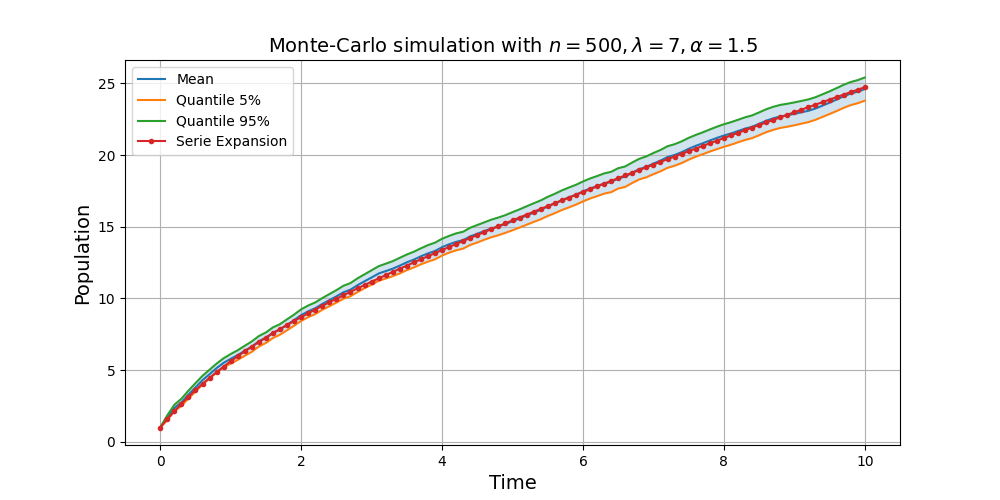 Monte-Carlo simulation with n = 500, λ = 7, α = 1.5
Mean
Quantile 5%
Quantile 95%
Serie Expansion
25
20
15
10
5
0
Population
0 2 4 6 8 10
Time